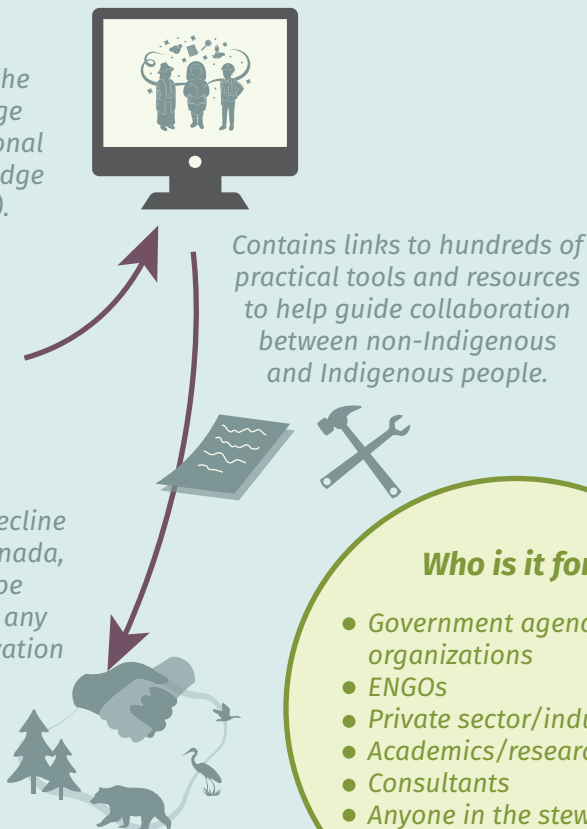 the
ge
onal
edge
).
Contains links to hundreds of
practical tools and resources
to help guide collaboration
between non-Indigenous
and Indigenous people.
ecline
nada,
be
any
ation
Who is it for
• Government agenc
organizations
• ENGOs
• Private sector/indu
• Academics/researc
• Consultants
• Anyone in the stew